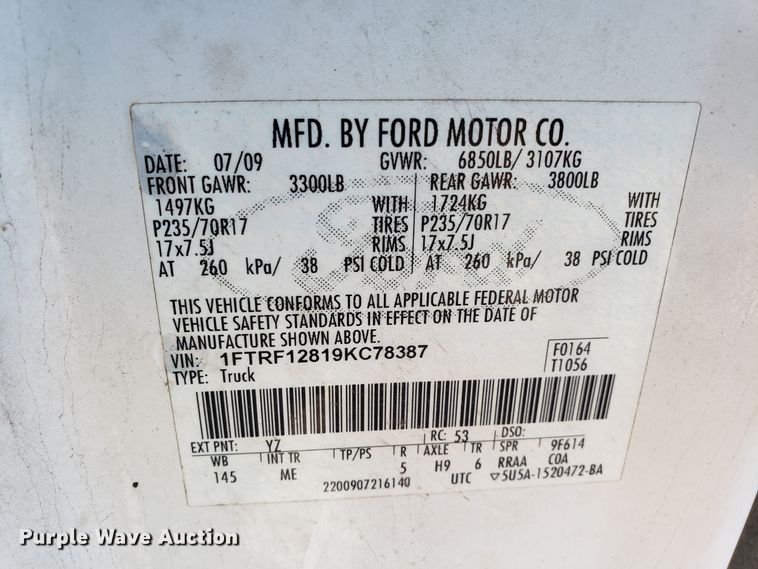 MFD. BY FORD MOTOR CO.
DATE: 07/09 GVWR: 6850LB/ 3107KG
FRONT GAWR: 3300LB REAR GAWR: 3800LB
1497KG WITH 1724KG WITH
P235/70R17 TIRES P235/70R17 TIRES
17x7.5J RIMS 17x7.5J RIMS
AT 260 kPa/ 38 PSI COLD AT 260 kPa/ 38 PSI COLD
THIS VEHICLE CONFORMS TO ALL APPLICABLE FEDERAL MOTOR
VEHICLE SAFETY STANDARDS IN EFFECT ON THE DATE OF
MANUFACTURE SHOWN ABOVE.
VIN: 1FTRF12819KC78387 F0164
TYPE: Truck T1056
EXT PNT: YZ RC: 53 DSO:
WB INT TR TP/PS R AXLE TR SPR 9F614
145 ME 5 H9 6 RRAA COA
2200907216140 UTC ▽5U5A-1520472-BA
Purple Wave Auction